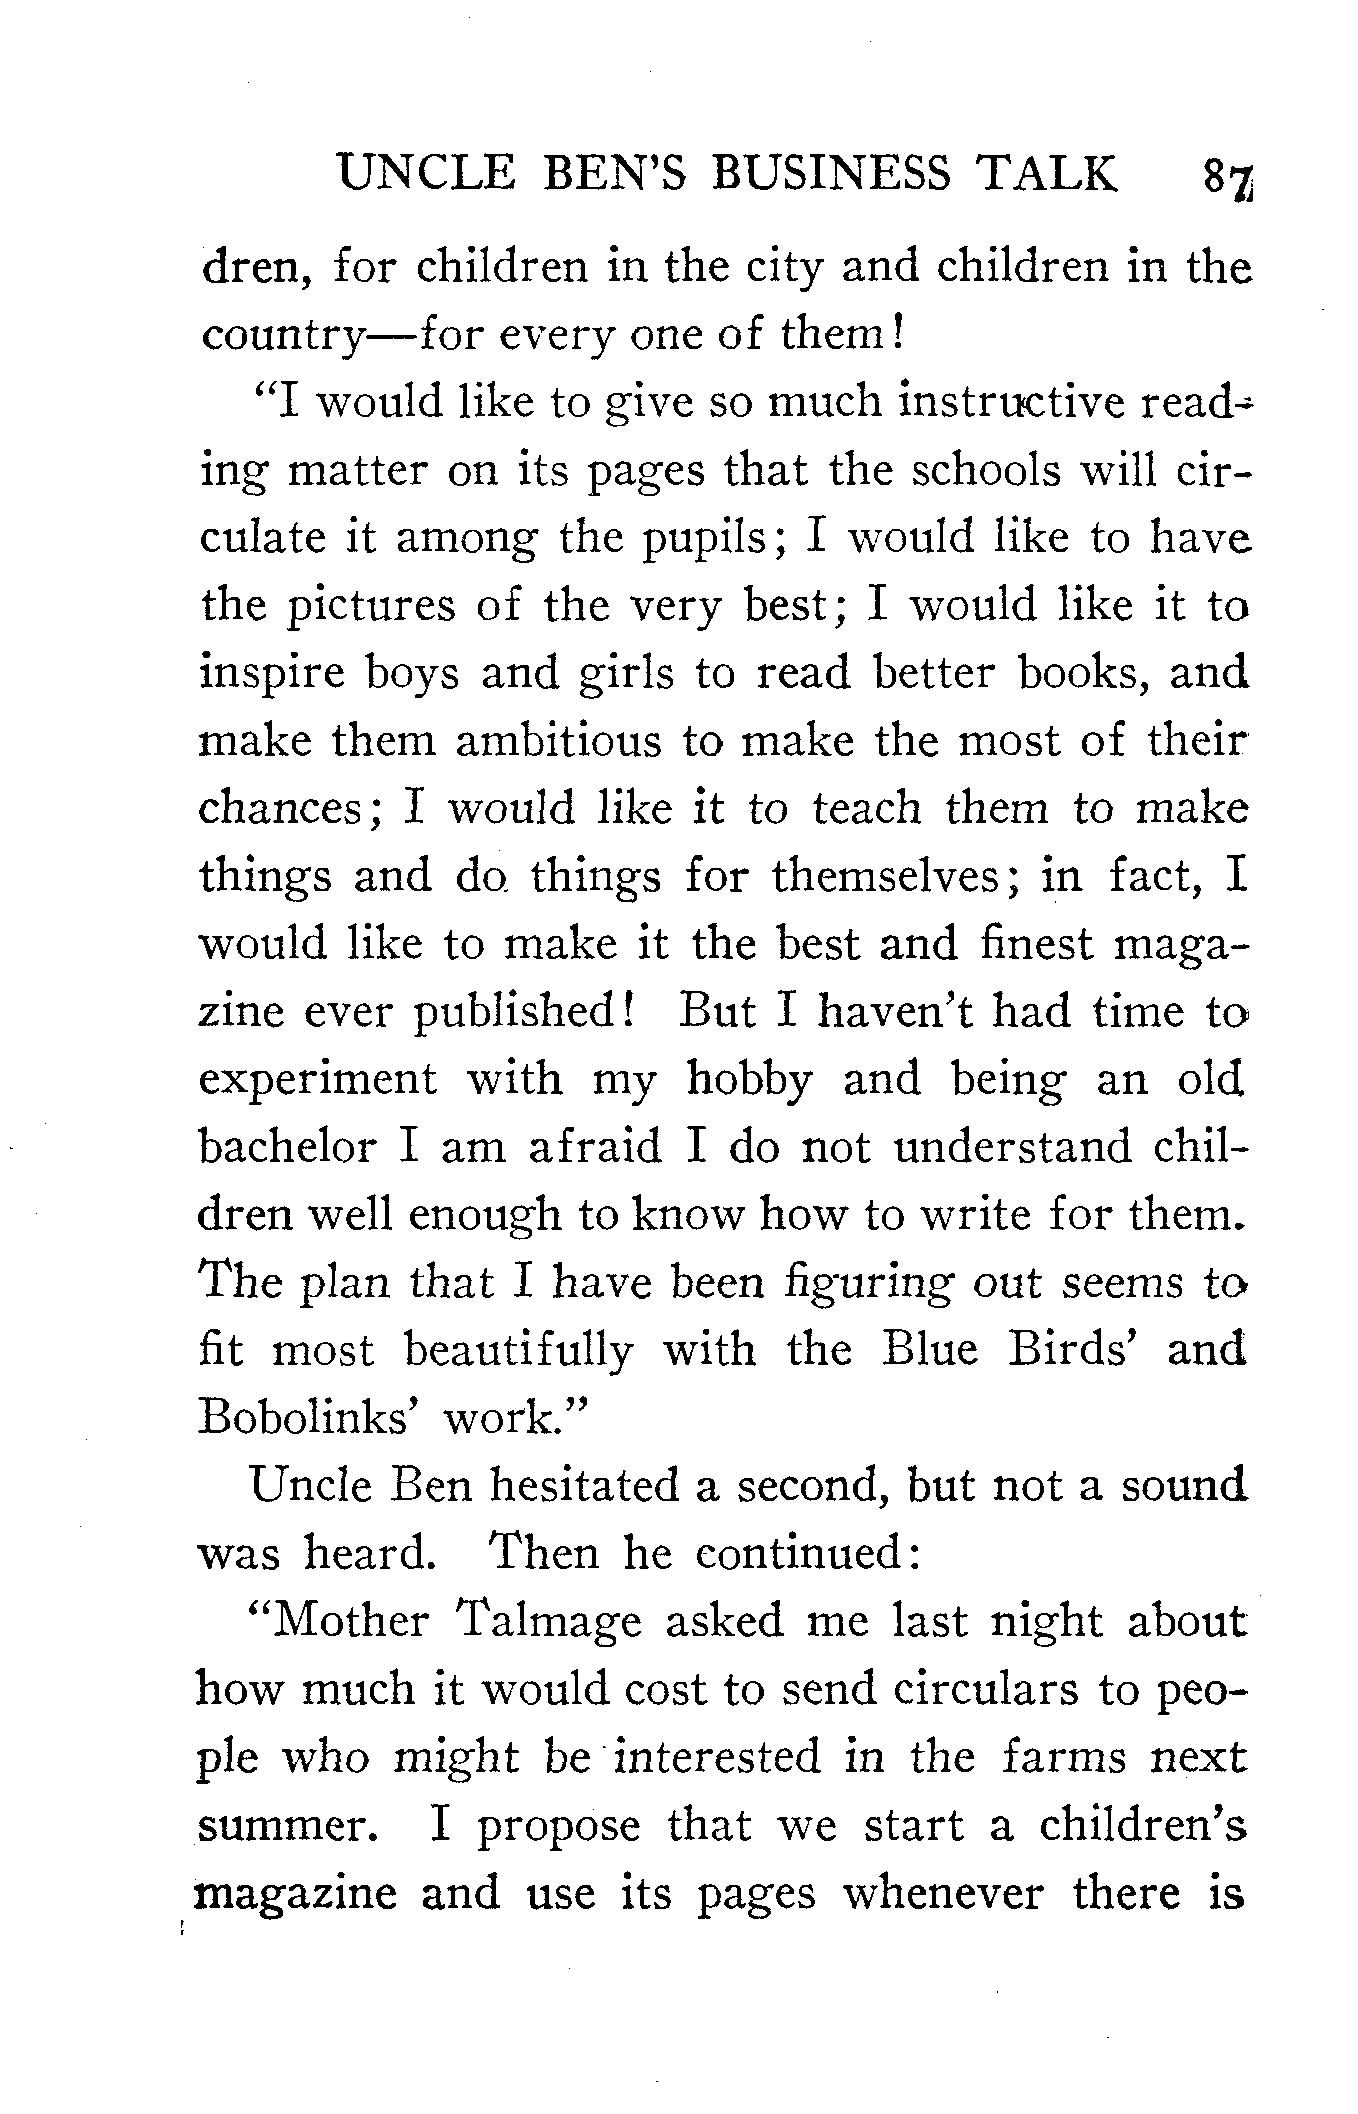 UNCLE BEN'S BUSINESS TALK 87
dren, for children in the city and children in the
country—for every one of them!
"I would like to give so much instructive read-
ing matter on its pages that the schools will cir-
culate it among the pupils; I would like to have
the pictures of the very best; I would like it to
inspire boys and girls to read better books, and
make them ambitious to make the most of their
chances; I would like it to teach them to make
things and do things for themselves; in fact, I
would like to make it the best and finest maga-
zine ever published! But I haven't had time to
experiment with my hobby and being an old
bachelor I am afraid I do not understand chil-
dren well enough to know how to write for them.
The plan that I have been figuring out seems to
fit most beautifully with the Blue Birds' and
Bobolinks' work."
Uncle Ben hesitated a second, but not a sound
was heard. Then he continued:
"Mother Talmage asked me last night about
how much it would cost to send circulars to peo-
ple who might be interested in the farms next
summer. I propose that we start a children's
magazine and use its pages whenever there is